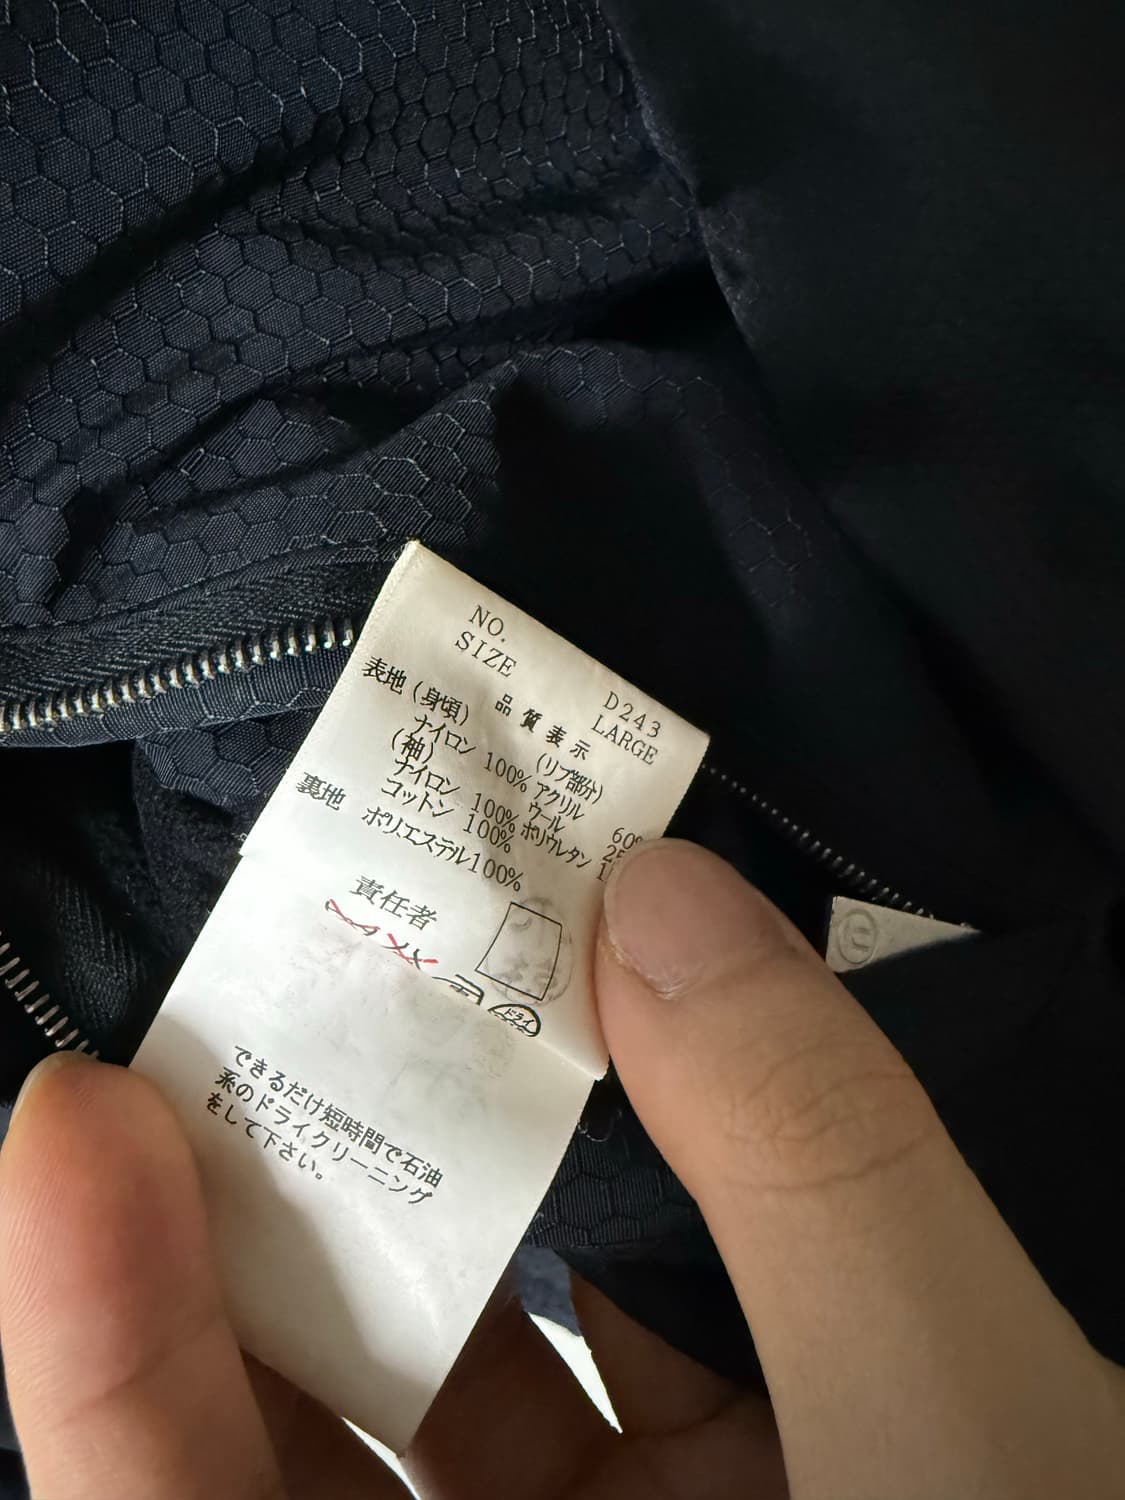 NO. D243
SIZE LARGE
品質表示
表地(身頃) (リブ部分)
ナイロン 100% アクリル 60%
(袖) ウール
ナイロン 100% ポリウレタン
コットン 100%
裏地
ポリエステル100%
責任者
ドライ
できるだけ短時間で石油
系のドライクリーニング
をして下さい。
U